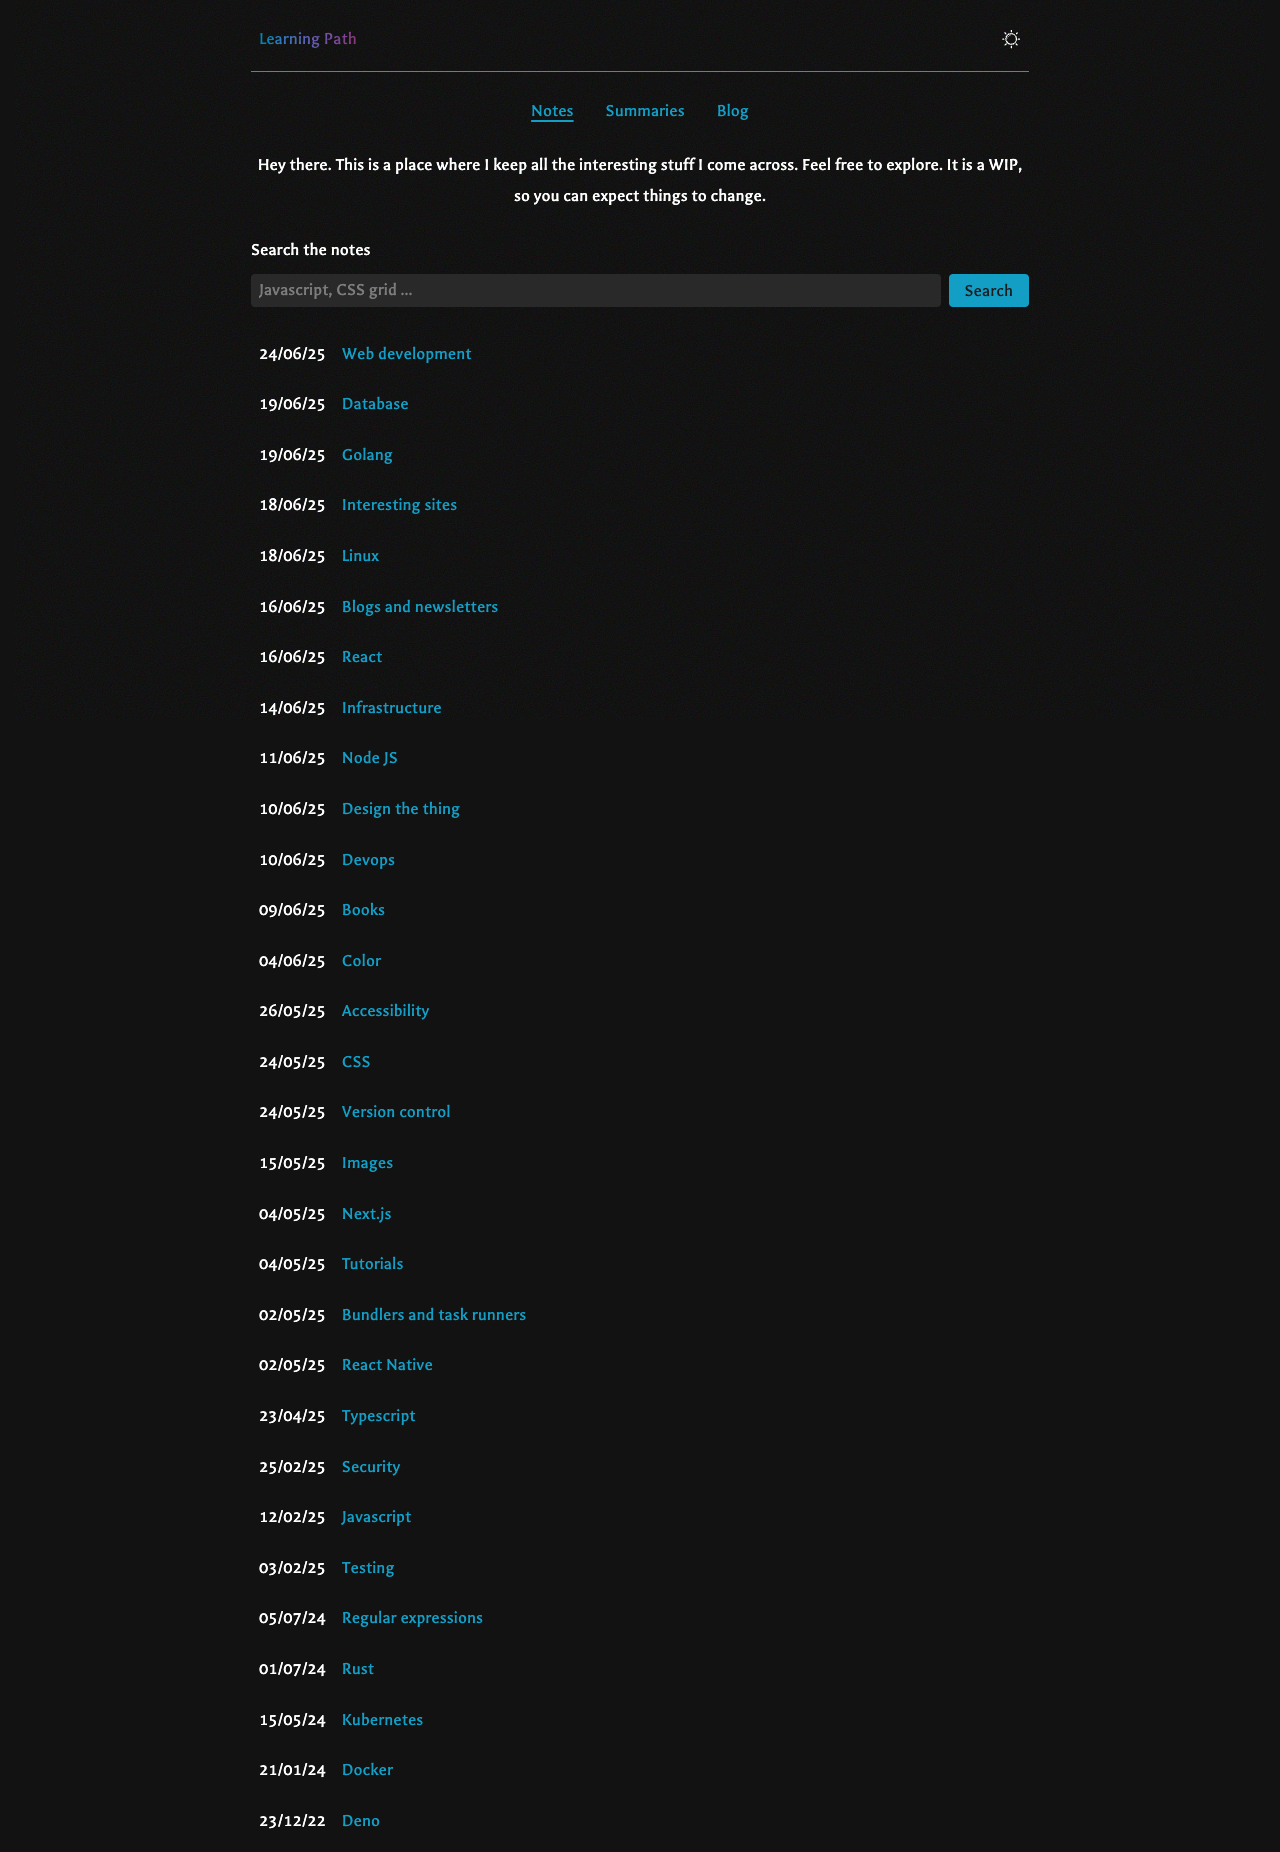 Learning Path
Notes Summaries Blog
Hey there. This is a place where I keep all the interesting stuff I come across. Feel free to explore. It is a WIP,
so you can expect things to change.
Search the notes
Javascript, CSS grid ... Search
24/06/25 Web development
19/06/25 Database
19/06/25 Golang
18/06/25 Interesting sites
18/06/25 Linux
16/06/25 Blogs and newsletters
16/06/25 React
14/06/25 Infrastructure
11/06/25 Node JS
10/06/25 Design the thing
10/06/25 Devops
09/06/25 Books
04/06/25 Color
26/05/25 Accessibility
24/05/25 CSS
24/05/25 Version control
15/05/25 Images
04/05/25 Next.js
04/05/25 Tutorials
02/05/25 Bundlers and task runners
02/05/25 React Native
23/04/25 Typescript
25/02/25 Security
12/02/25 Javascript
03/02/25 Testing
05/07/24 Regular expressions
01/07/24 Rust
15/05/24 Kubernetes
21/01/24 Docker
23/12/22 Deno